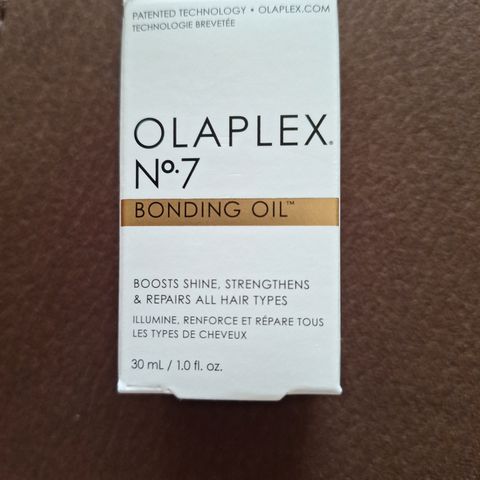 PATENTED TECHNOLOGY • OLAPLEX.COM
TECHNOLOGIE BREVETÉE
OLAPLEX®
Nº.7
BONDING OIL™
BOOSTS SHINE, STRENGTHENS
& REPAIRS ALL HAIR TYPES
ILLUMINE, RENFORCE ET RÉPARE TOUS
LES TYPES DE CHEVEUX
30 mL / 1.0 fl. oz.